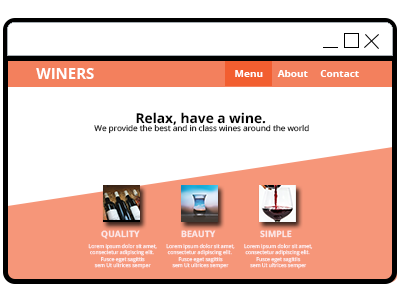 WINERS
Menu About Contact
Relax, have a wine.
We provide the best and in class wines around the world
QUALITY BEAUTY SIMPLE
Lorem ipsum dolor sit amet, Lorem ipsum dolor sit amet, Lorem ipsum dolor sit amet,
consectetur adipiscing elit. consectetur adipiscing elit. consectetur adipiscing elit.
Fusce eget sagittis Fusce eget sagittis Fusce eget sagittis
sem Ut ultrices semper sem Ut ultrices semper sem Ut ultrices semper